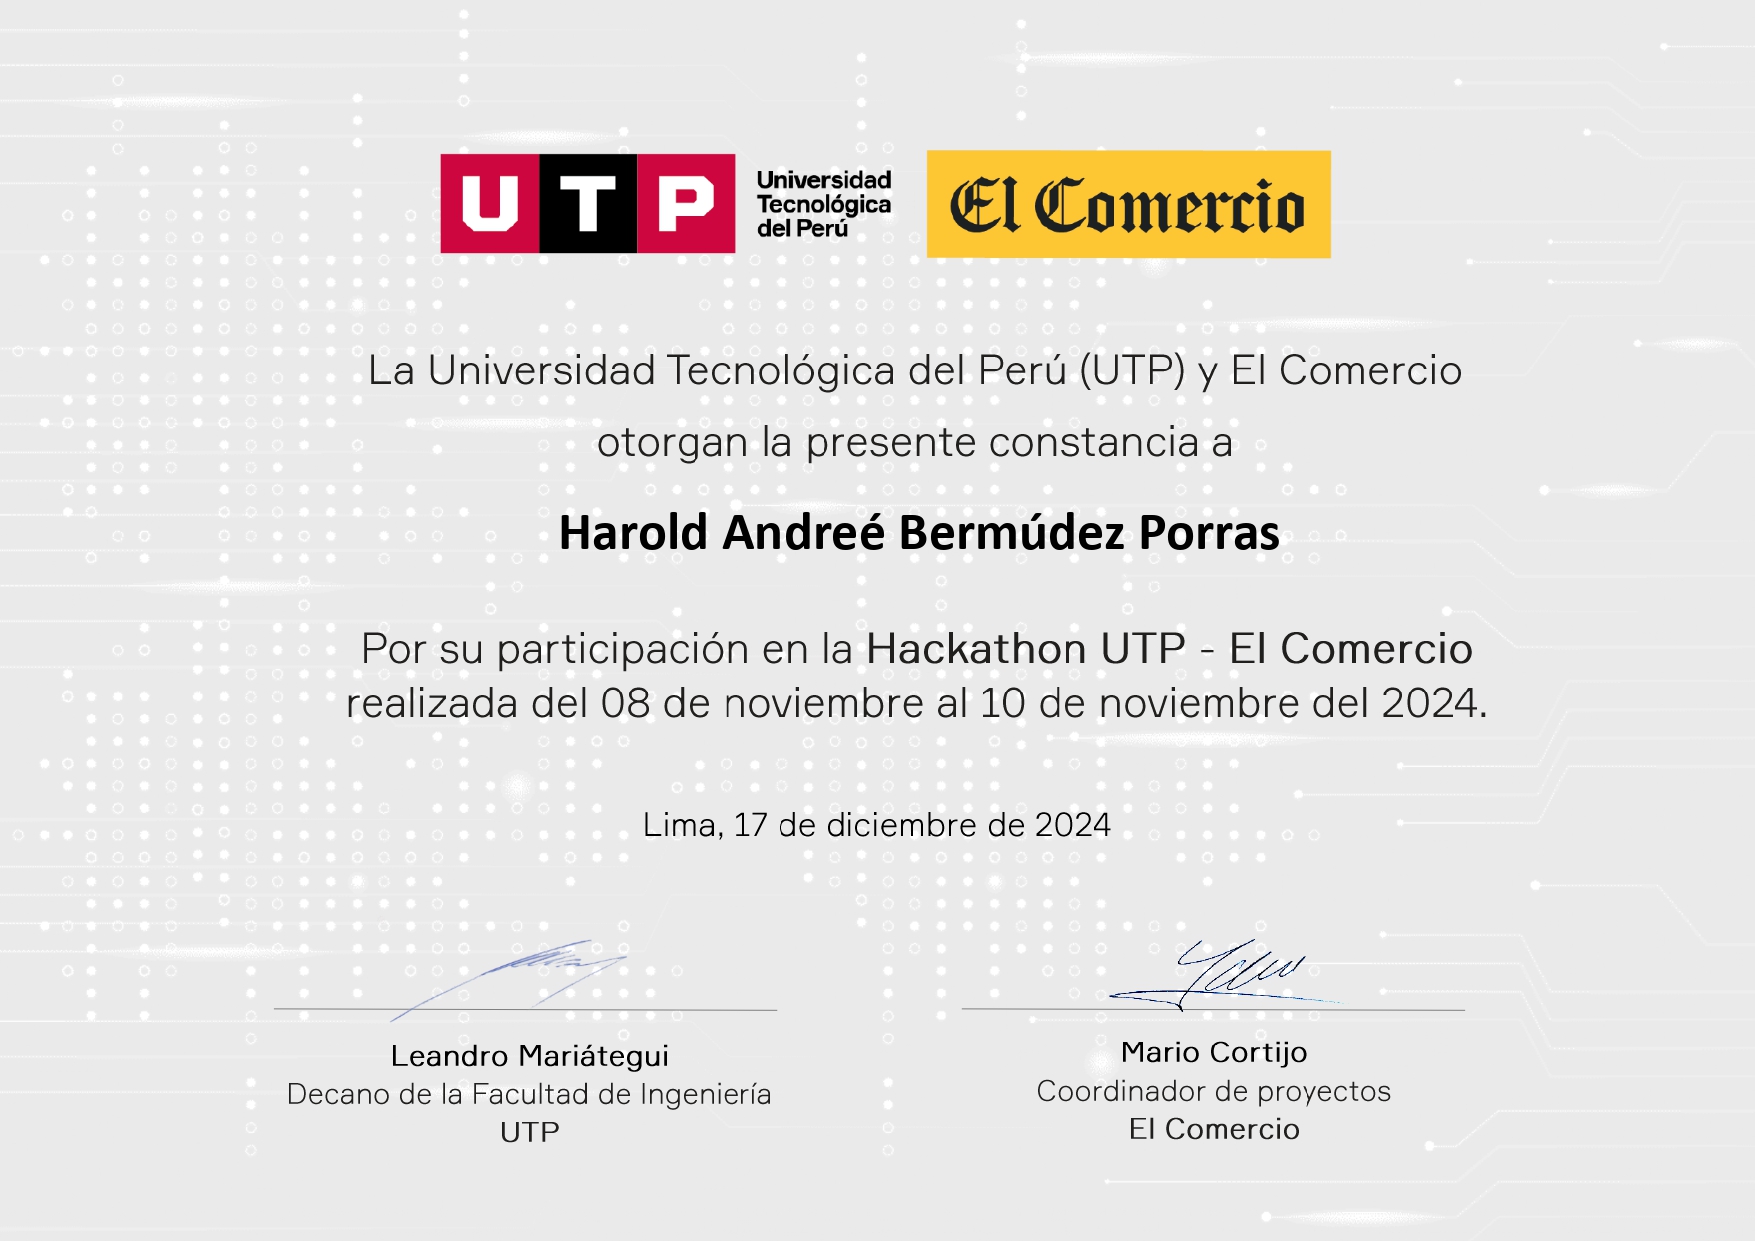 UTP
Universidad
Tecnológica
del Perú
El Comercio
La Universidad Tecnológica del Perú (UTP) y El Comercio
otorgan la presente constancia a
Harold Andreé Bermúdez Porras
Por su participación en la Hackathon UTP - El Comercio
realizada del 08 de noviembre al 10 de noviembre del 2024.
Lima, 17 de diciembre de 2024
Leandro Mariátegui
Decano de la Facultad de Ingeniería
UTP
Mario Cortijo
Coordinador de proyectos
El Comercio